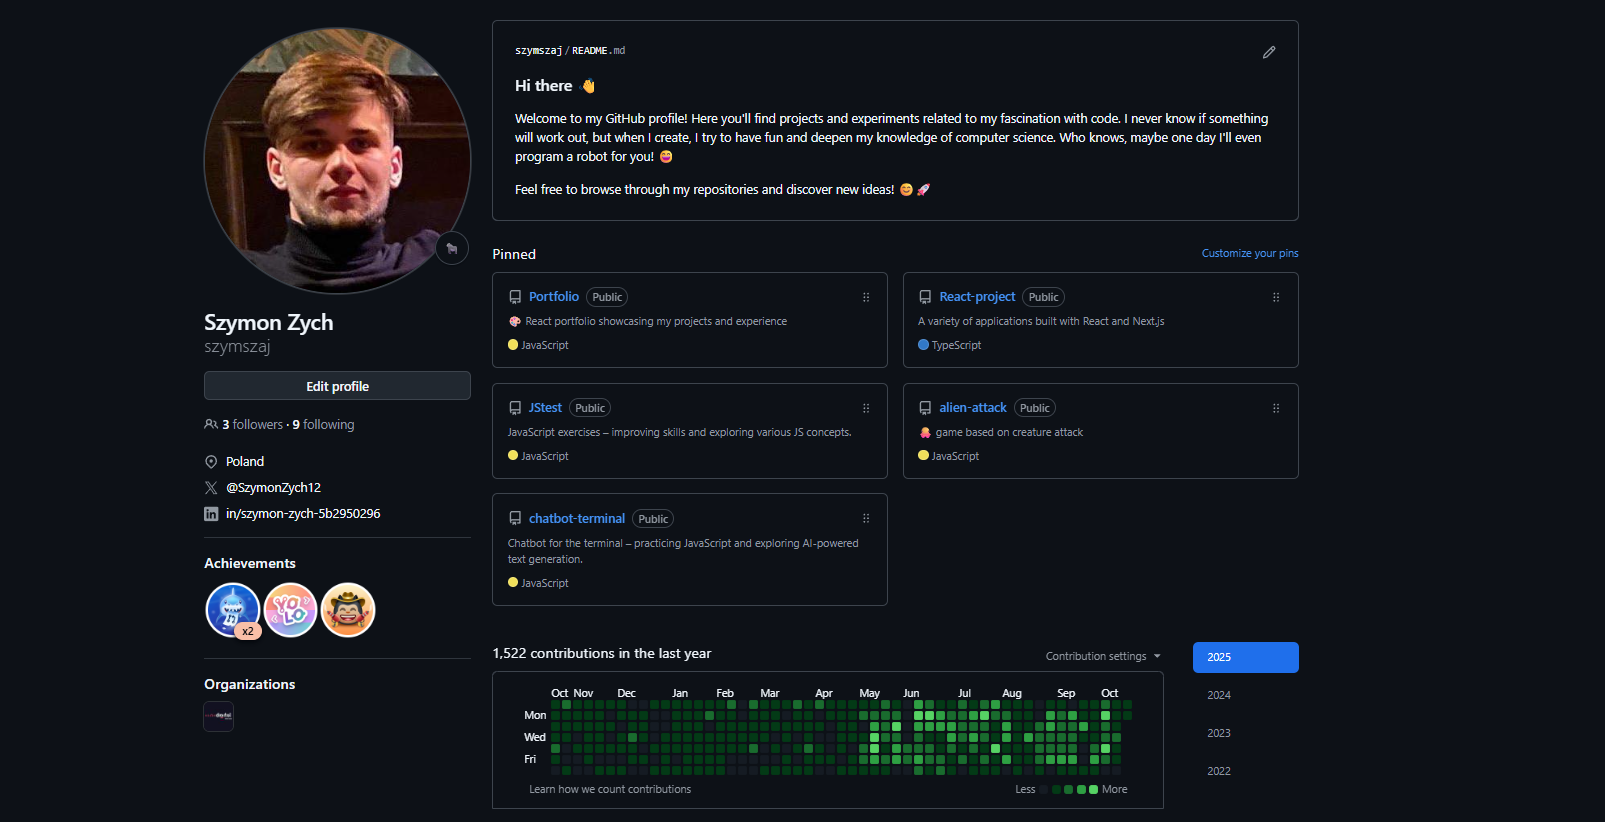 szymszaj/README.md
Hi there 👋
Welcome to my GitHub profile! Here you'll find projects and experiments related to my fascination with code. I never know if something
will work out, but when I create, I try to have fun and deepen my knowledge of computer science. Who knows, maybe one day I'll even
program a robot for you! 😄
Feel free to browse through my repositories and discover new ideas! 😊 🚀
Szymon Zych
szymszaj
Edit profile
3 followers · 9 following
Poland
@SzymonZych12
in/szymon-zych-5b2950296
Achievements
YOLO
x2
Organizations
Pinned
Customize your pins
Portfolio Public
🎨 React portfolio showcasing my projects and experience
JavaScript
React-project Public
A variety of applications built with React and Next.js
TypeScript
JStest Public
JavaScript exercises – improving skills and exploring various JS concepts.
JavaScript
alien-attack Public
🐙 game based on creature attack
JavaScript
chatbot-terminal Public
Chatbot for the terminal – practicing JavaScript and exploring AI-powered
text generation.
JavaScript
1,522 contributions in the last year
Contribution settings
Oct Nov Dec Jan Feb Mar Apr May Jun Jul Aug Sep Oct
Mon
Wed
Fri
Learn how we count contributions
Less More
2025
2024
2023
2022